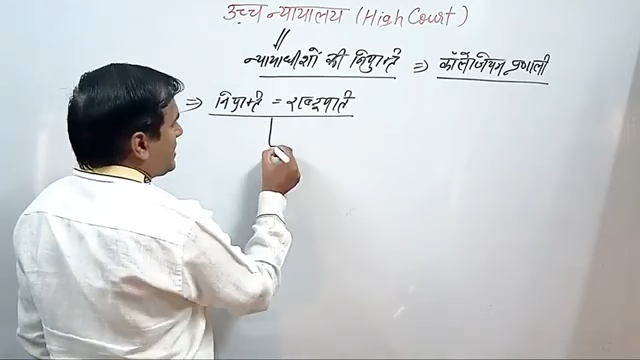 उच्च न्यायालय (High Court)
न्यायाधीशों की नियुक्ति ⇒ कॉलेजियम प्रणाली
⇒ नियुक्ति = राष्ट्रपति